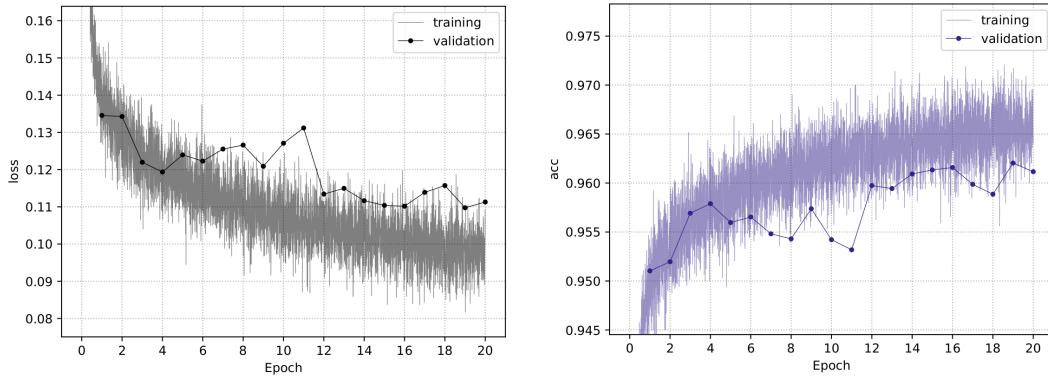 0.16
0.15
0.14
0.13
0.12
0.11
0.10
0.09
0.08
loss
0 2 4 6 8 10 12 14 16 18 20
Epoch
training
validation
0.975
0.970
0.965
0.960
0.955
0.950
0.945
acc
0 2 4 6 8 10 12 14 16 18 20
Epoch
training
validation